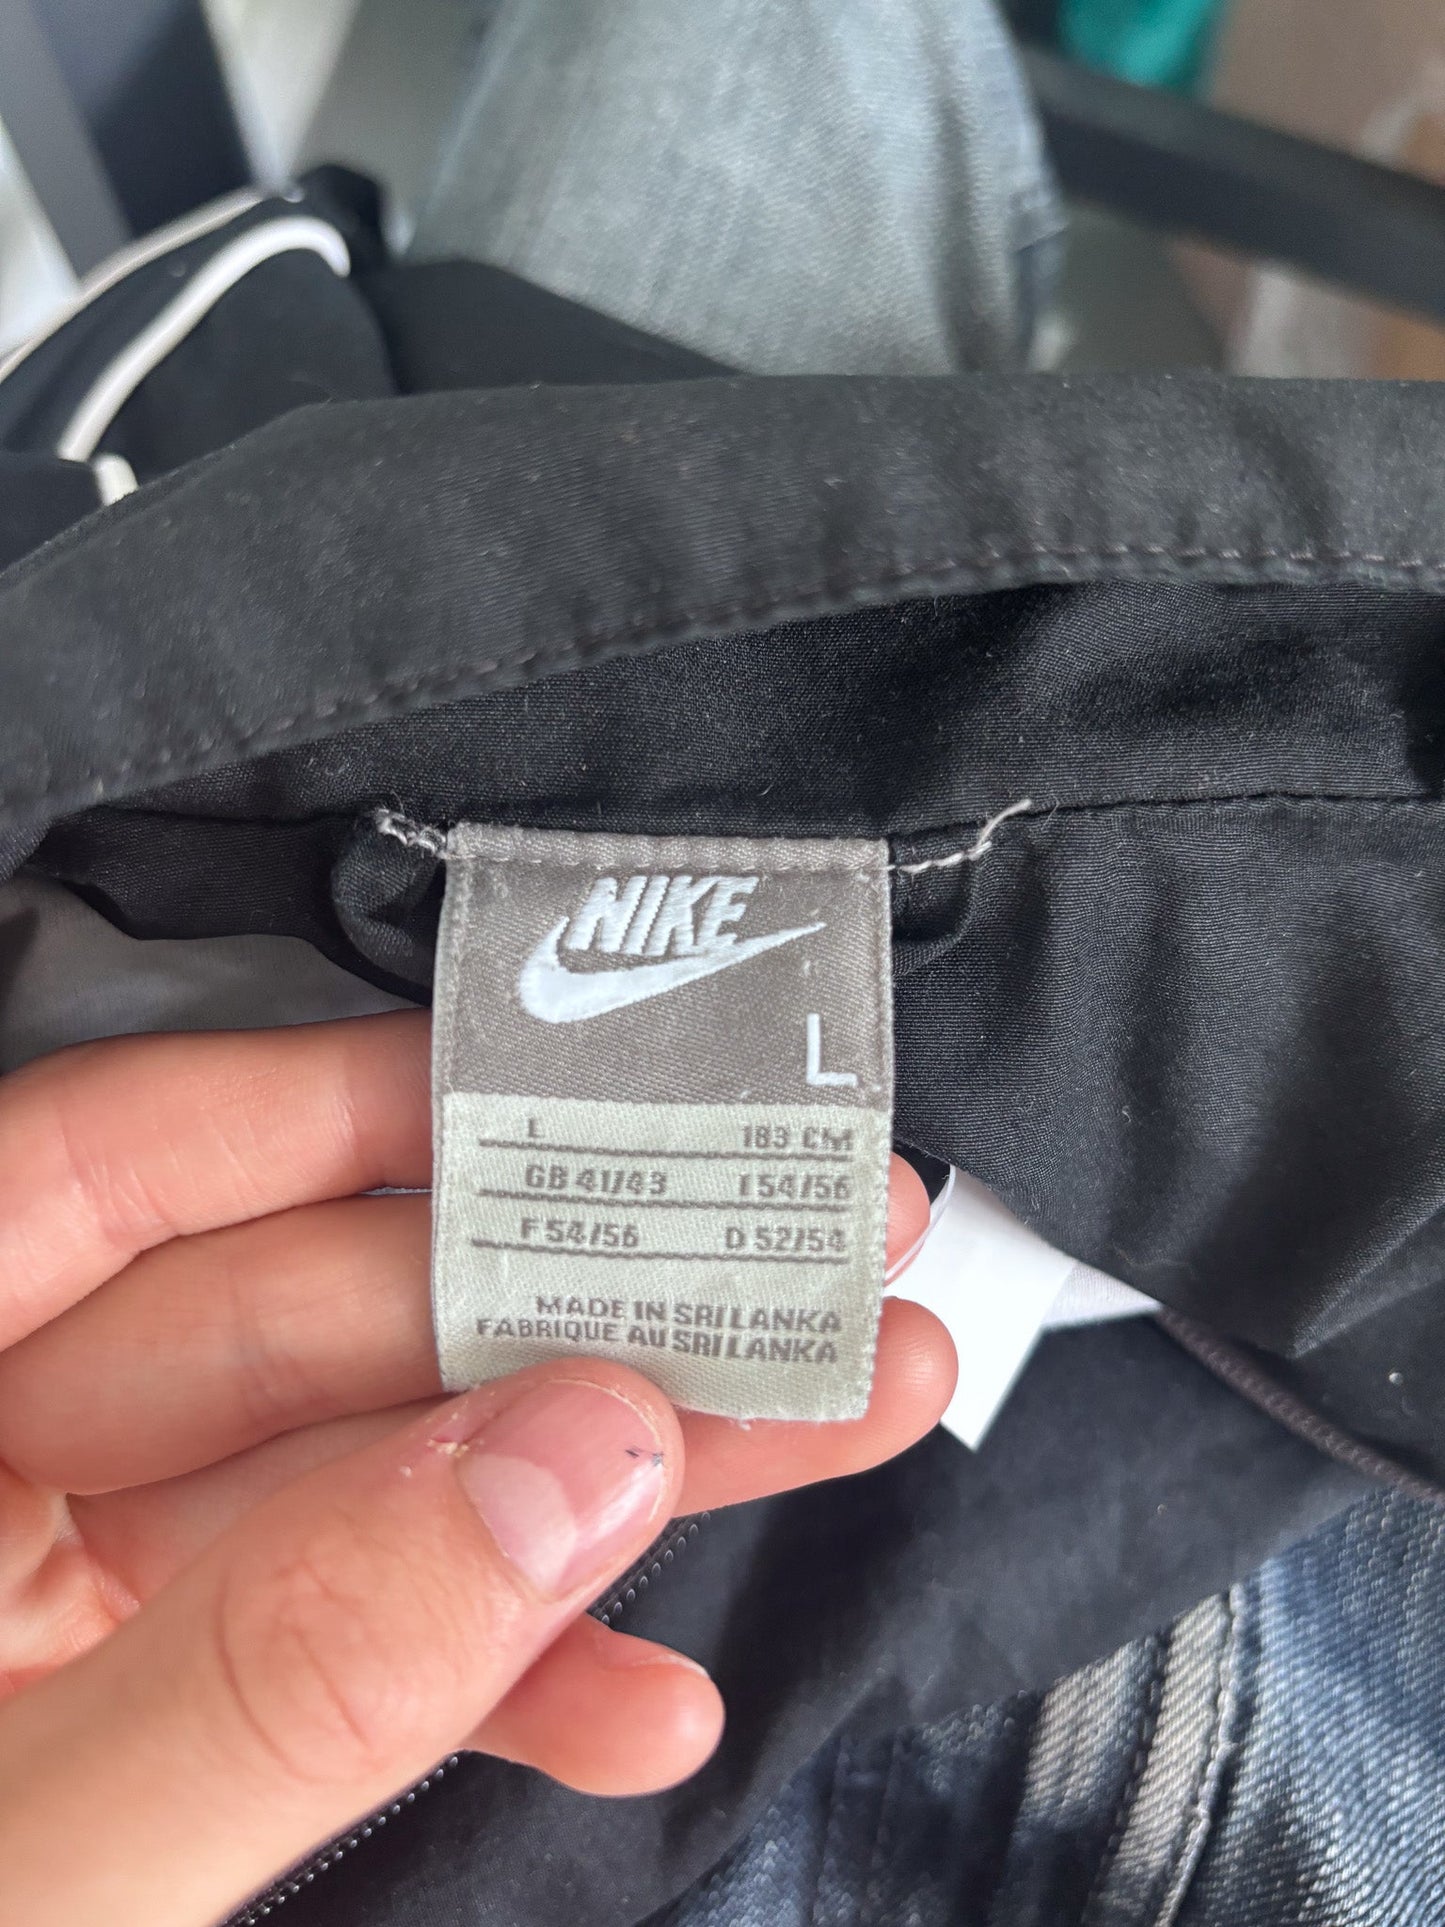 NIKE
L
L 183 CM
GB 41/43 I 54/56
F 54/56 D 52/54
MADE IN SRI LANKA
FABRIQUE AU SRI LANKA